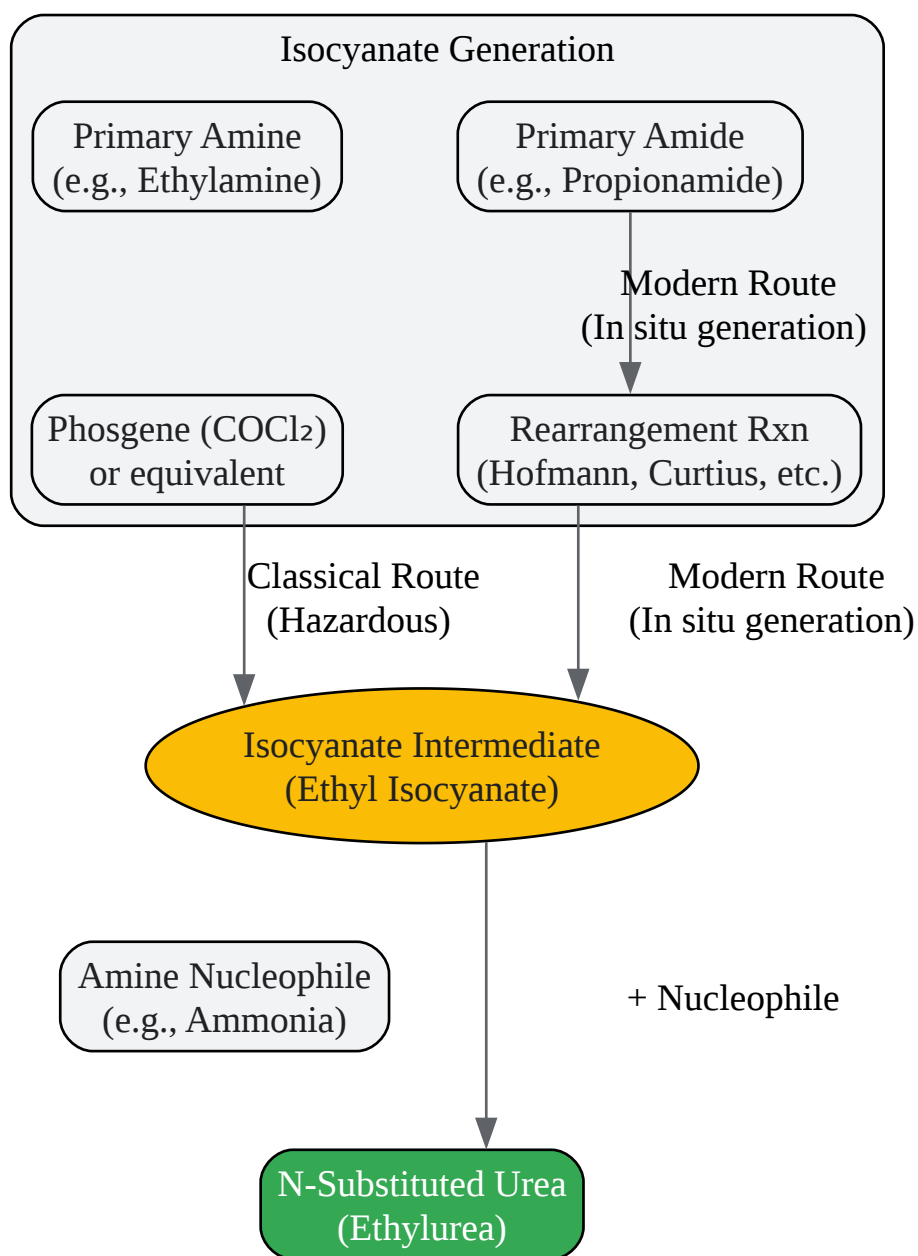 Isocyanate Generation
Primary Amine
(e.g., Ethylamine)
Primary Amide
(e.g., Propionamide)
Modern Route
(In situ generation)
Phosgene (COCl₂)
or equivalent
Rearrangement Rxn
(Hofmann, Curtius, etc.)
Classical Route
(Hazardous)
Modern Route
(In situ generation)
Isocyanate Intermediate
(Ethyl Isocyanate)
Amine Nucleophile
(e.g., Ammonia)
+ Nucleophile
N-Substituted Urea
(Ethylurea)